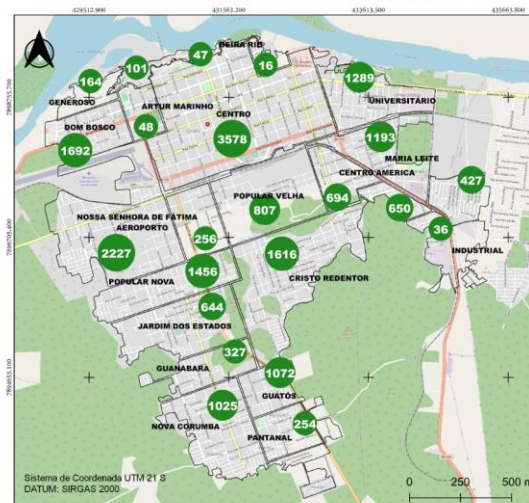 429512.900 431563.200 433613.500 435663.800
47
BEIRA RIO
101
16
164
1289
GENEROSO
ARTUR MARINHO
UNIVERSITÁRIO
CENTRO
DOM BOSCO
48
3578
1193
1692
MARIA LEITE
CENTRO AMERICA
427
POPULAR VELHA
694
807
650
NOSSA SENHORA DE FÁTIMA
36
AEROPORTO
256
2227
1616
INDUSTRIAL
1456
POPULAR NOVA
CRISTO REDENTOR
644
JARDIM DOS ESTADOS
327
GUANABARA
1072
GUATOS
1025
NOVA CORUMBA
254
PANTANAL
Sistema de Coordenada UTM 21 S
DATUM: SIRGAS 2000
0 250 500 m